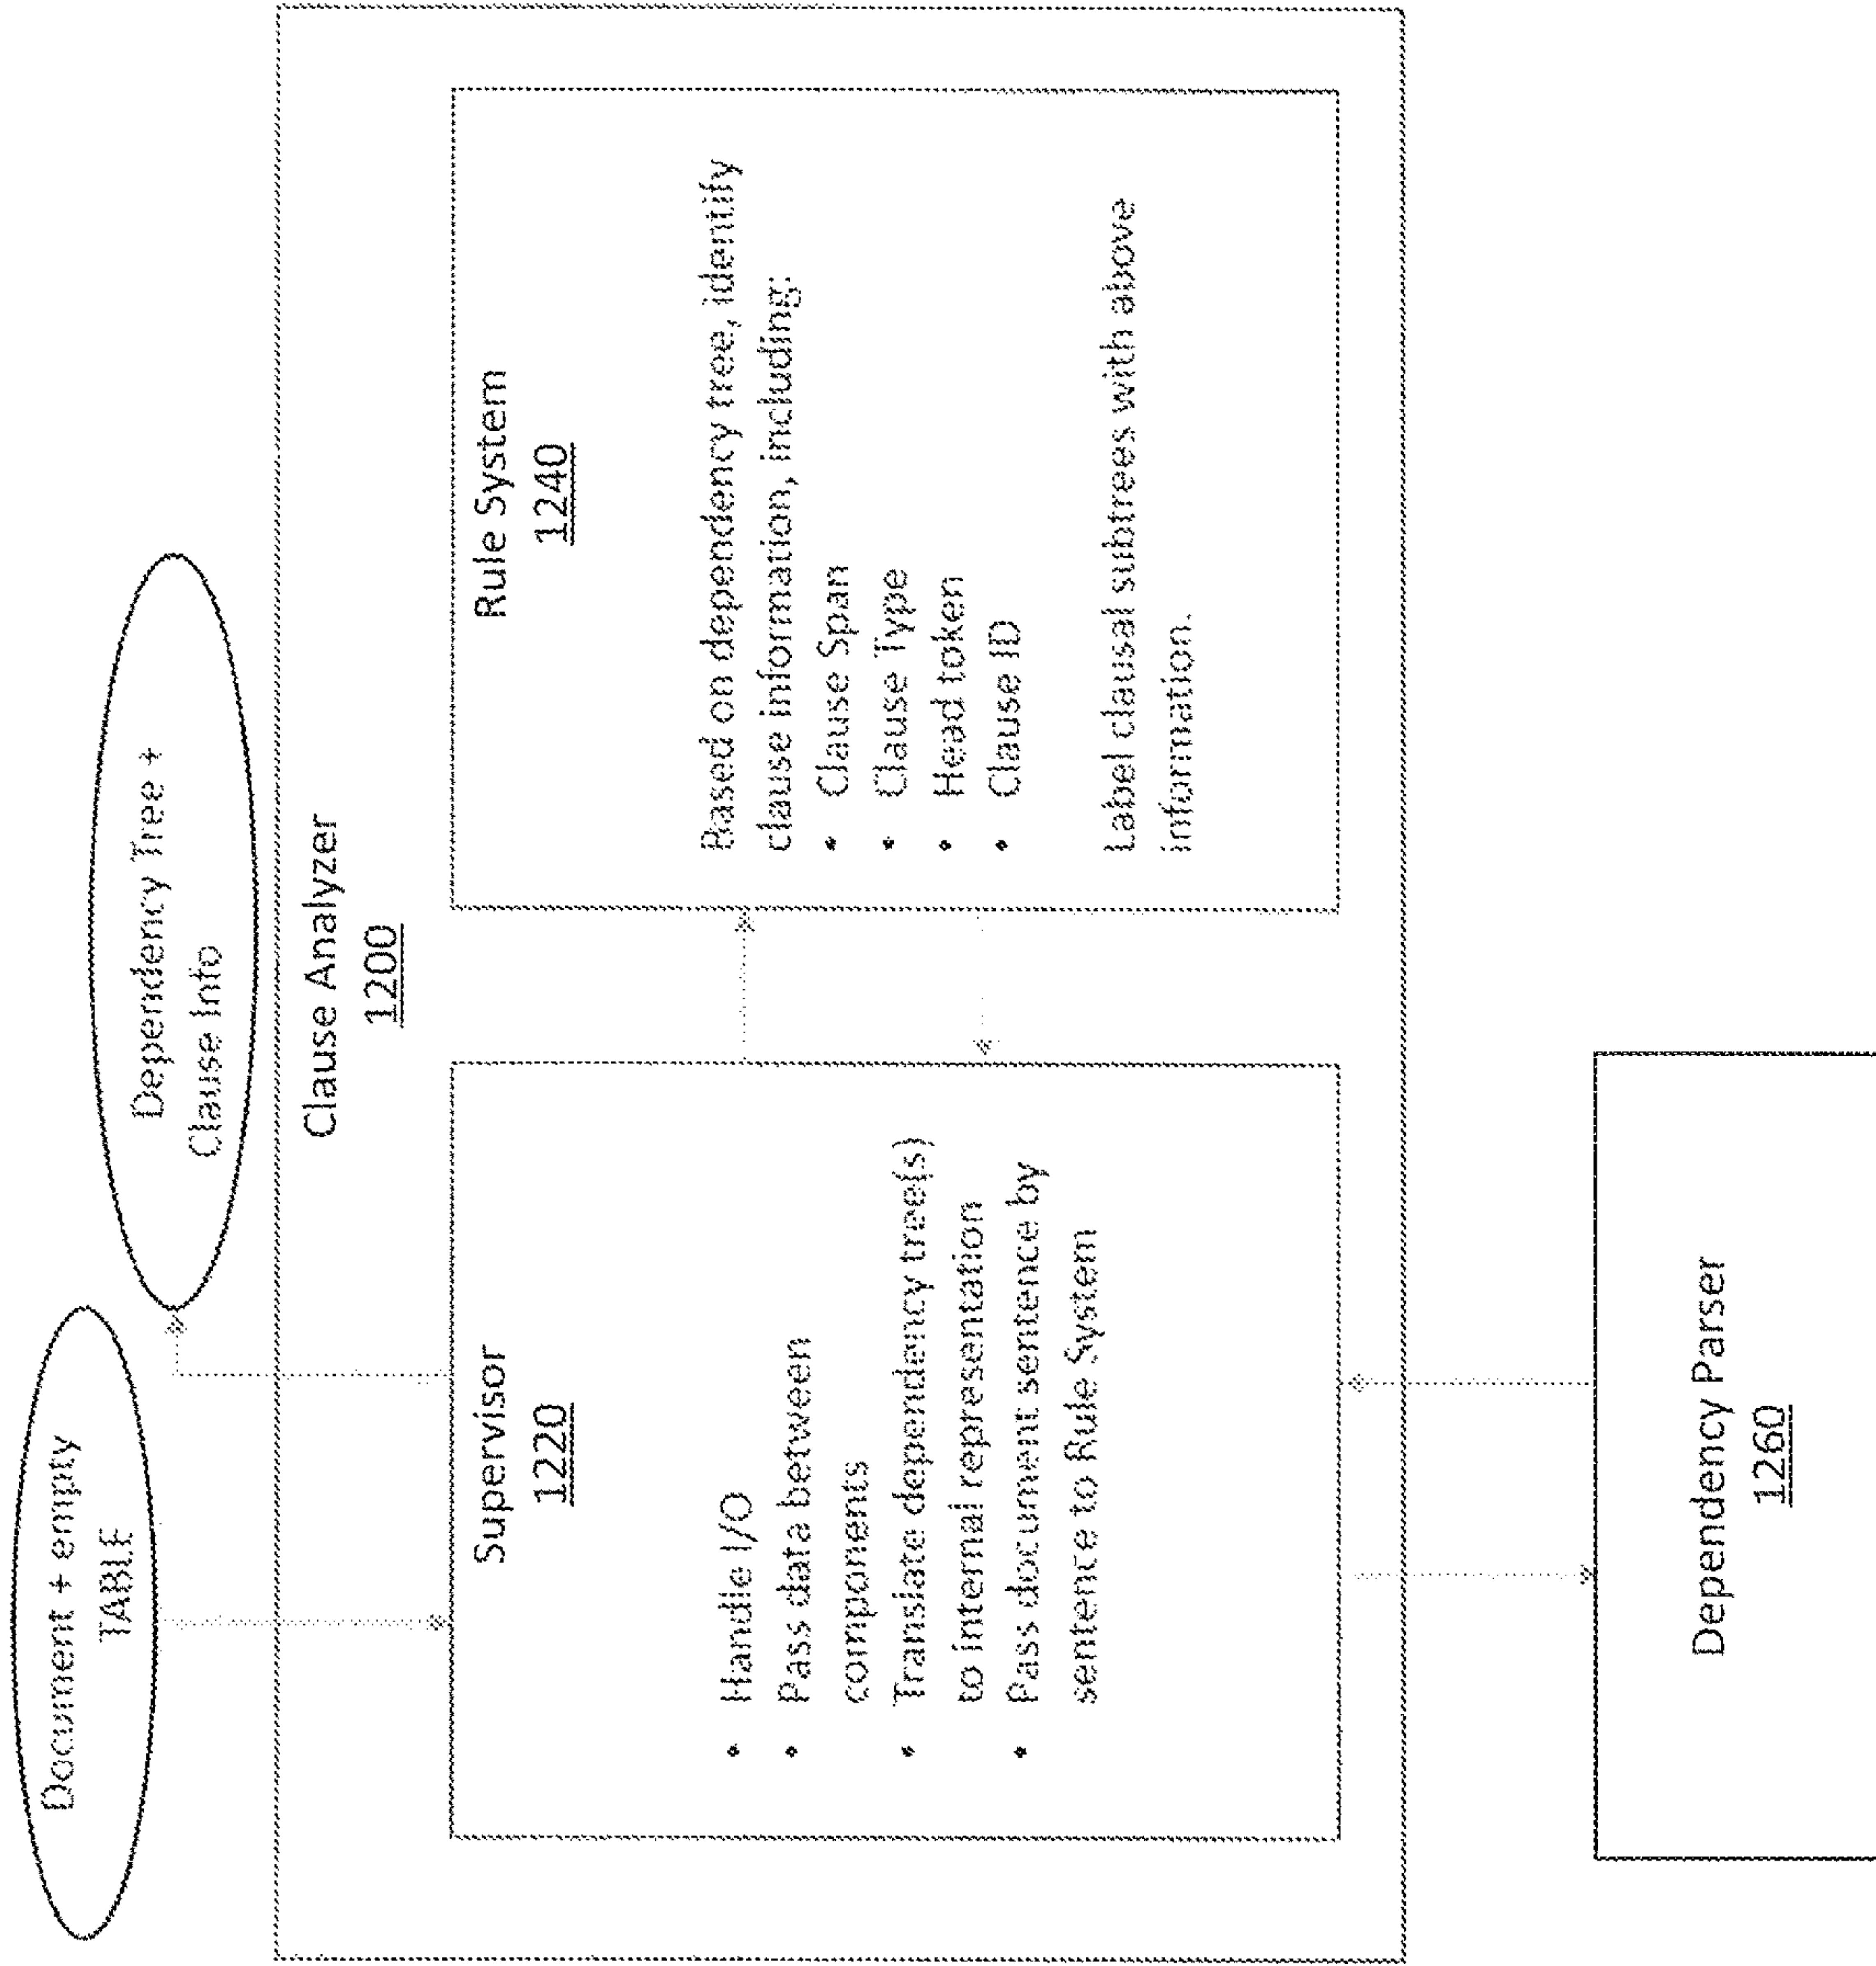 Document + empty
TABLE
Dependency Tree +
Clause Info
Clause Analyzer
1200
Supervisor
1220
• Handle I/O
• Pass data between
components
• Translate dependency tree(s)
to internal representation
• Pass document sentence by
sentence to Rule System
Rule System
1240
Based on dependency tree, identify
clause information, including:
• Clause Span
• Clause Type
• Head token
• Clause ID
Label clausal subtrees with above
information.
Dependency Parser
1260